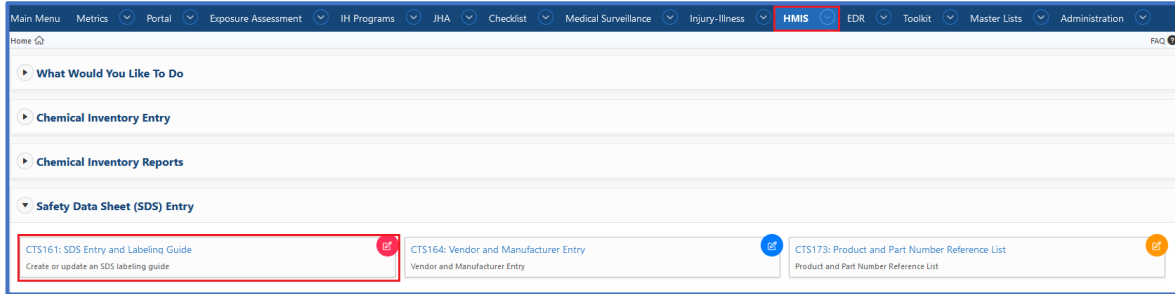 Main Menu Metrics Portal Exposure Assessment IH Programs JHA Checklist Medical Surveillance Injury-Illness HMIS EDR Toolkit Master Lists Administration
Home FAQ ?
What Would You Like To Do
Chemical Inventory Entry
Chemical Inventory Reports
Safety Data Sheet (SDS) Entry
CTS161: SDS Entry and Labeling Guide CTS164: Vendor and Manufacturer Entry CTS173: Product and Part Number Reference List
Create or update an SDS labeling guide Vendor and Manufacturer Entry Product and Part Number Reference List